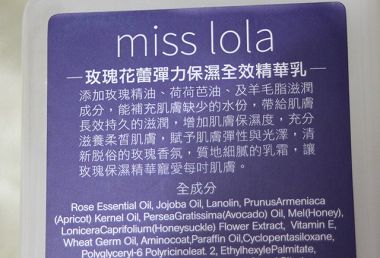 miss lola
玫瑰花蕾彈力保濕全效精華乳
添加玫瑰精油、荷荷芭油、及羊毛脂滋潤
成分，能補充肌膚缺少的水份，帶給肌膚
長效持久的滋潤，增加肌膚保濕度，充分
滋養柔皙肌膚，賦予肌膚彈性與光澤，清
新脱俗的玫瑰香氛，質地細膩的乳霜，讓
玫瑰保濕精華寵愛每吋肌膚。
全成分
Rose Essential Oil, Jojoba Oil, Lanolin, PrunusArmeniaca
(Apricot) Kernel Oil, PerseaGratissima(Avocado) Oil, Mel(Honey),
LoniceraCaprifolium(Honeysuckle) Flower Extract, Vitamin E,
Wheat Germ Oil, Aminocoat,Paraffin Oil,Cyclopentasiloxane,
Polyglyceryl-6 Polyricinoleat. 2, EthylhexylePalmitate,